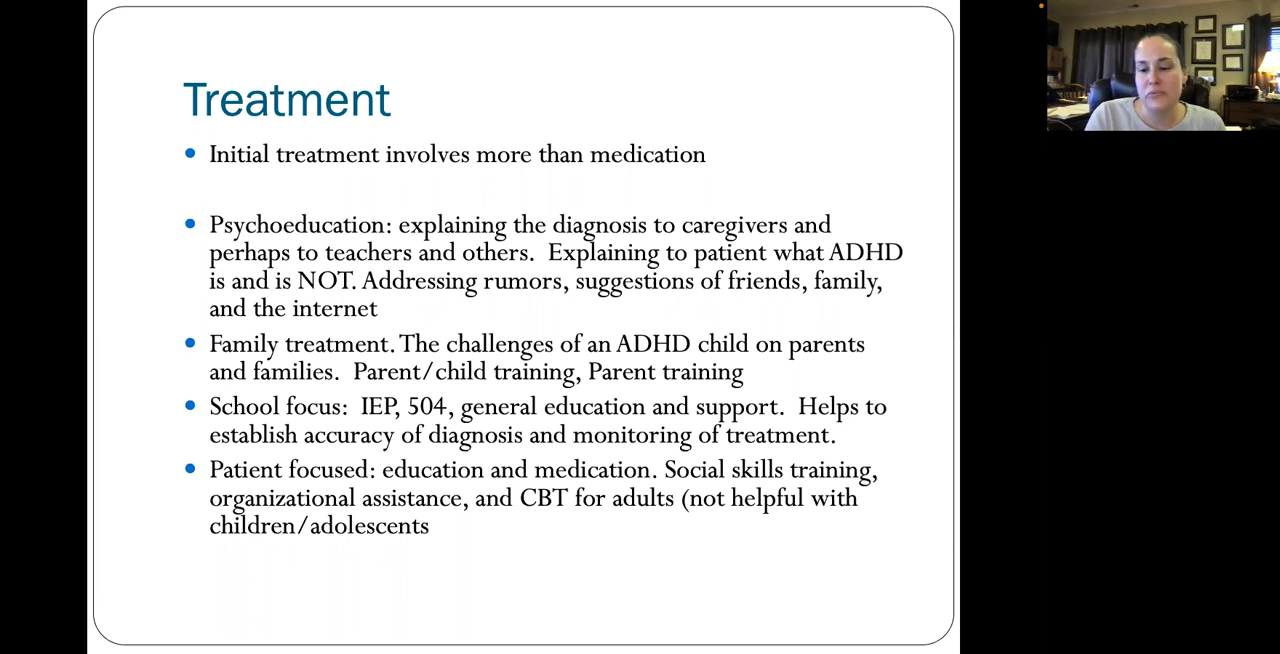 Treatment
Initial treatment involves more than medication
Psychoeducation: explaining the diagnosis to caregivers and
perhaps to teachers and others.  Explaining to patient what ADHD
is and is NOT. Addressing rumors, suggestions of friends, family,
and the internet
Family treatment. The challenges of an ADHD child on parents
and families.  Parent/child training, Parent training
School focus:  IEP, 504, general education and support.  Helps to
establish accuracy of diagnosis and monitoring of treatment.
Patient focused: education and medication. Social skills training,
organizational assistance, and CBT for adults (not helpful with
children/adolescents